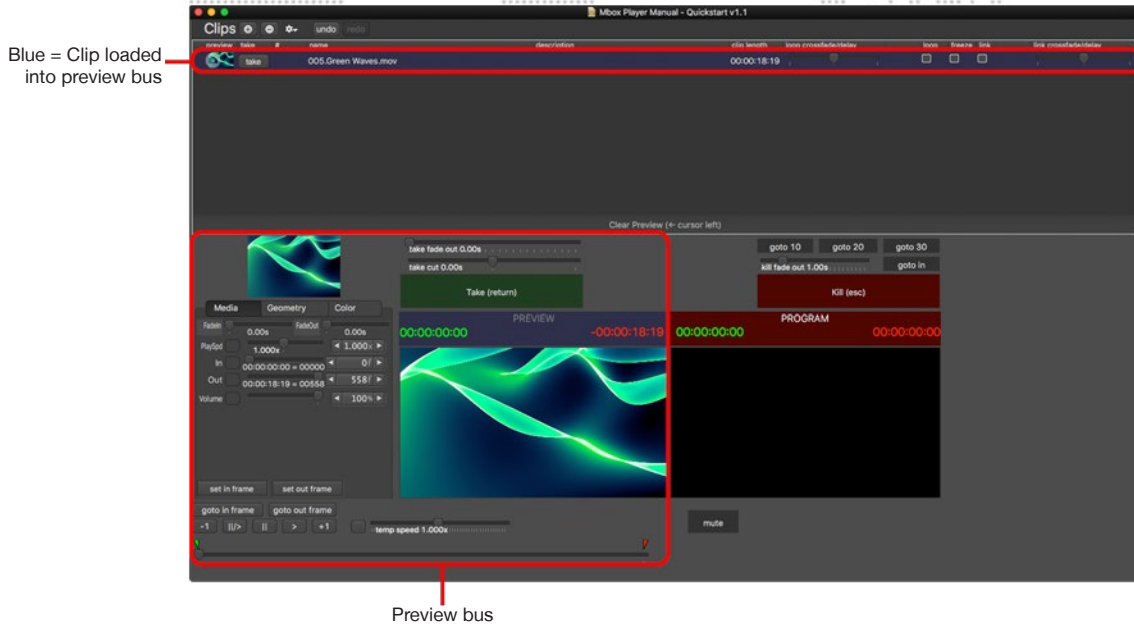 Mbox Player Manual - Quickstart v1.1
Clips undo redo
preview take # name description clip length loop crossfade/delay loop freeze link link crossfade/delay
Blue = Clip loaded
into preview bus
take 005.Green Waves.mov 00:00:18:19
Clear Preview (← cursor left)
take fade out 0.00s
take cut 0.00s
Take (return)
goto 10 goto 20 goto 30
kill fade out 1.00s goto in
Kill (esc)
Media Geometry Color
FadeIn 0.00s FadeOut 0.00s
PlaySpd 1.000x 1.000x
In 00:00:00:00 = 00000 0f
Out 00:00:18:19 = 00558 558f
Volume 100%
PREVIEW
00:00:00:00 -00:00:18:19
PROGRAM
00:00:00:00 00:00:00:00
set in frame set out frame
goto in frame goto out frame
-1 ||/> || > +1 temp speed 1.000x
mute
Preview bus